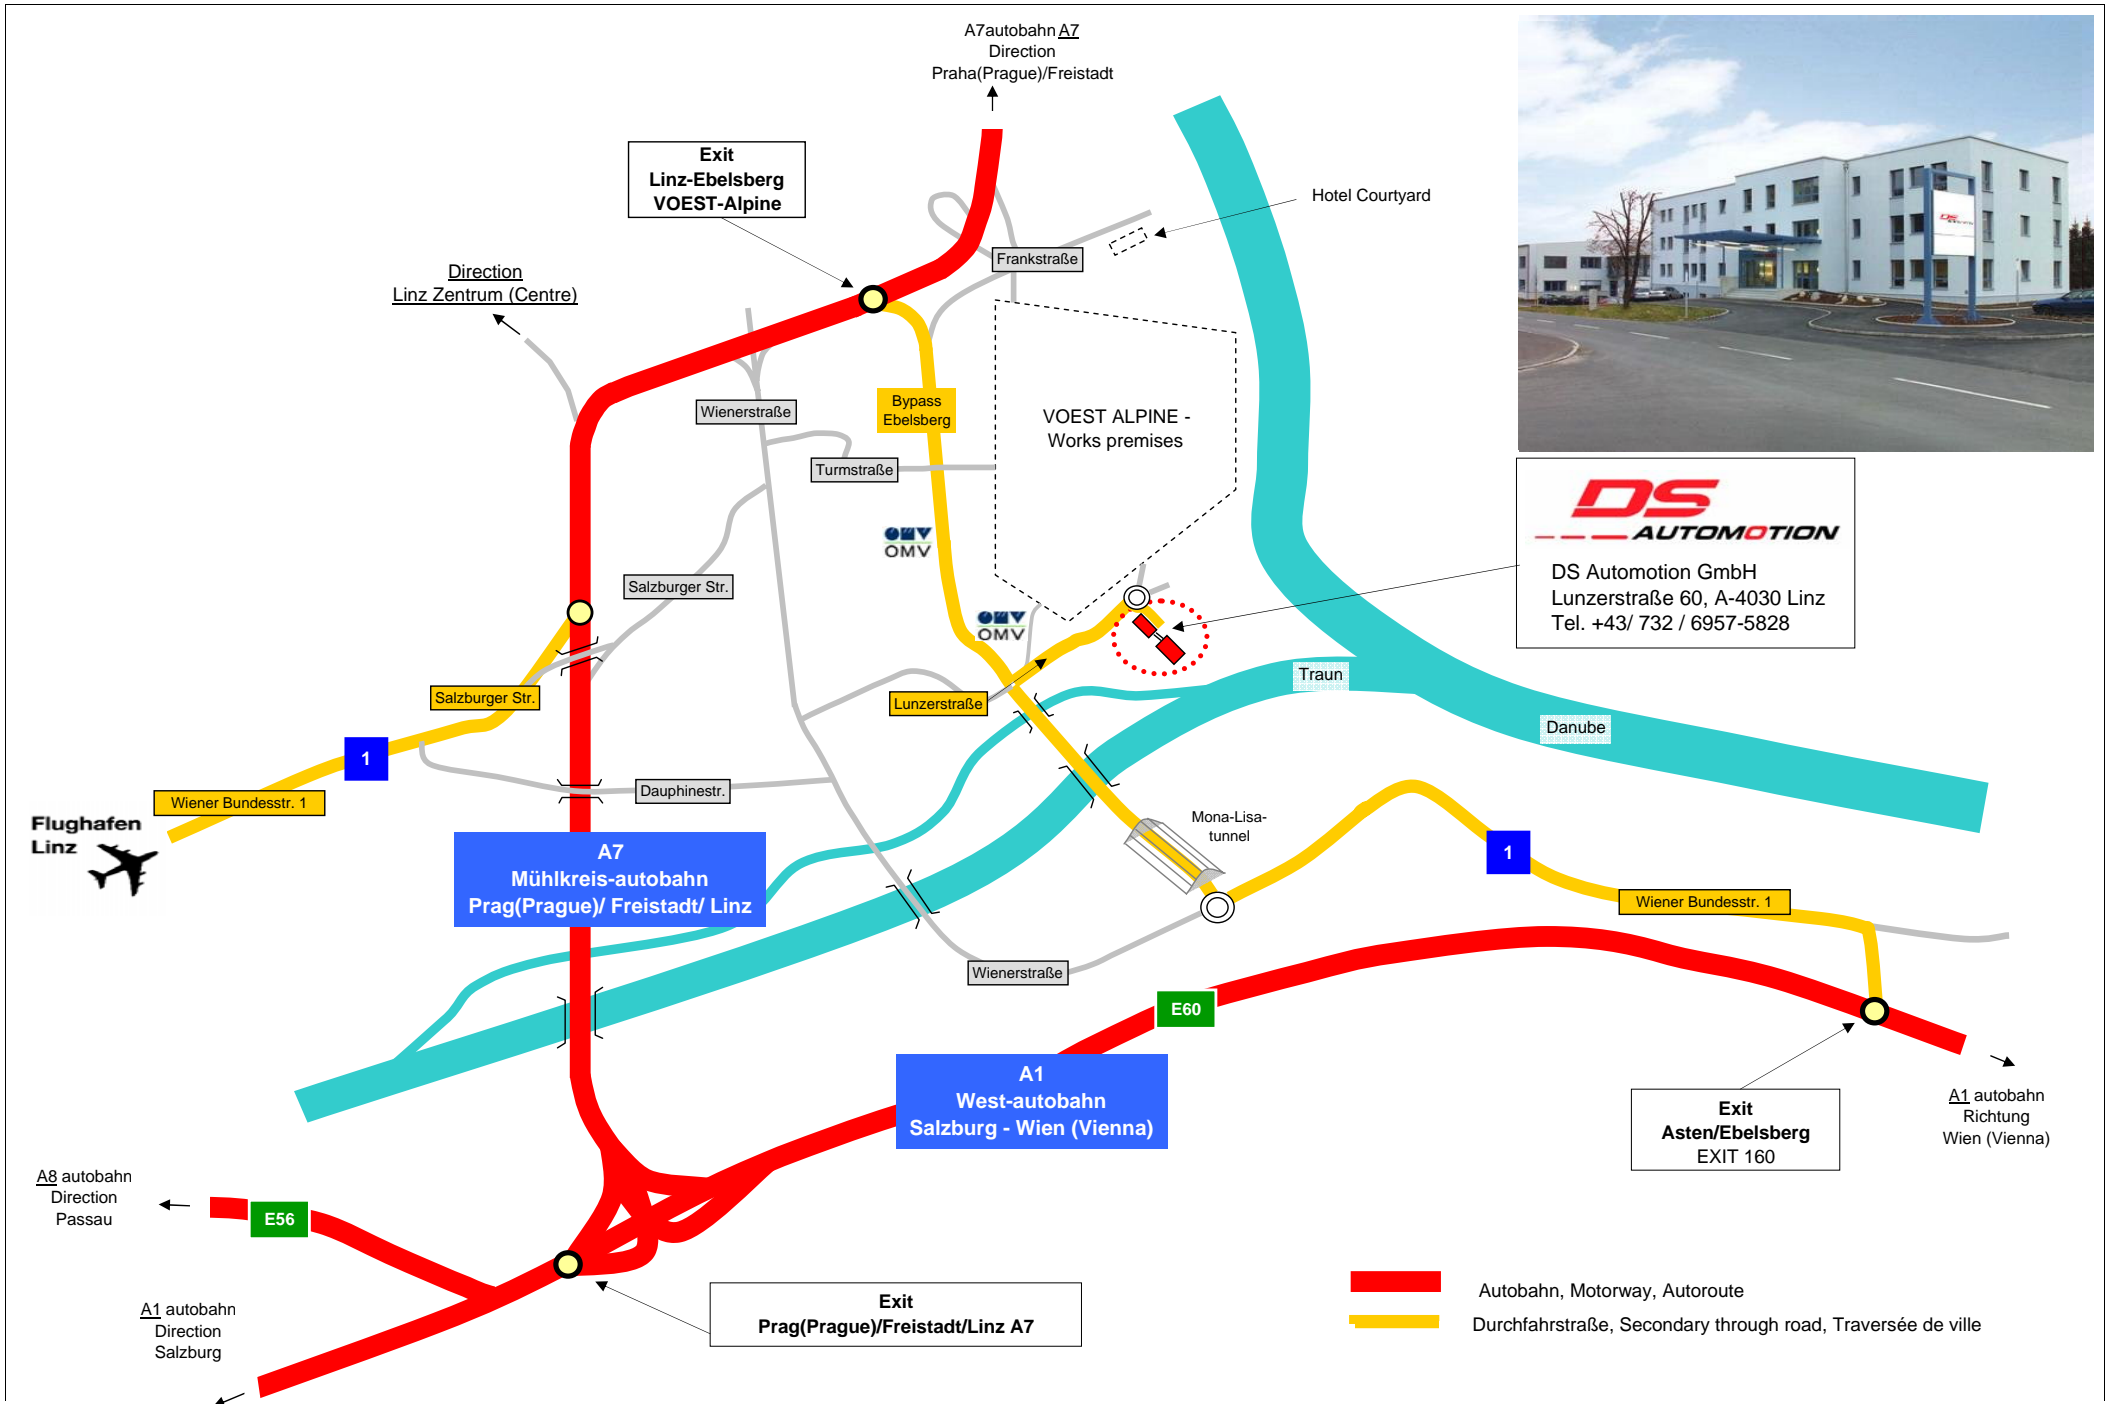 A7autobahn A7
Direction
Praha(Prague)/Freistadt
Exit
Linz-Ebelsberg
VOEST-Alpine
Hotel Courtyard
Frankstraße
Direction
Linz Zentrum (Centre)
Bypass
Ebelsberg
Wienerstraße
VOEST ALPINE -
Works premises
Turmstraße
DS
AUTOMOTION
DS Automotion GmbH
Lunzerstraße 60, A-4030 Linz
Tel. +43/ 732 / 6957-5828
OMV
OMV
Salzburger Str.
OMV
OMV
Salzburger Str.
Lunzerstraße
Traun
Danube
1
Dauphinestr.
Wiener Bundesstr. 1
Flughafen
Linz
Mona-Lisa-
tunnel
1
A7
Mühlkreis-autobahn
Prag(Prague)/ Freistadt/ Linz
Wiener Bundesstr. 1
Wienerstraße
E60
A1
West-autobahn
Salzburg - Wien (Vienna)
Exit
Asten/Ebelsberg
EXIT 160
A1 autobahn
Richtung
Wien (Vienna)
A8 autobahn
Direction
Passau
E56
Exit
Prag(Prague)/Freistadt/Linz A7
A1 autobahn
Direction
Salzburg
Autobahn, Motorway, Autoroute
Durchfahrstraße, Secondary through road, Traversée de ville
DS